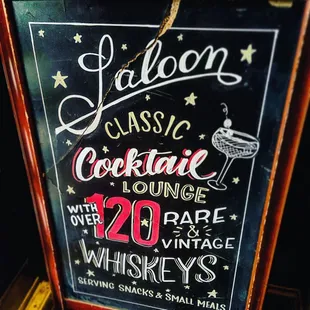 Saloon
CLASSIC
Cocktail
LOUNGE
WITH OVER 120 RARE & VINTAGE
WHISKEYS
SERVING SNACKS & SMALL MEALS